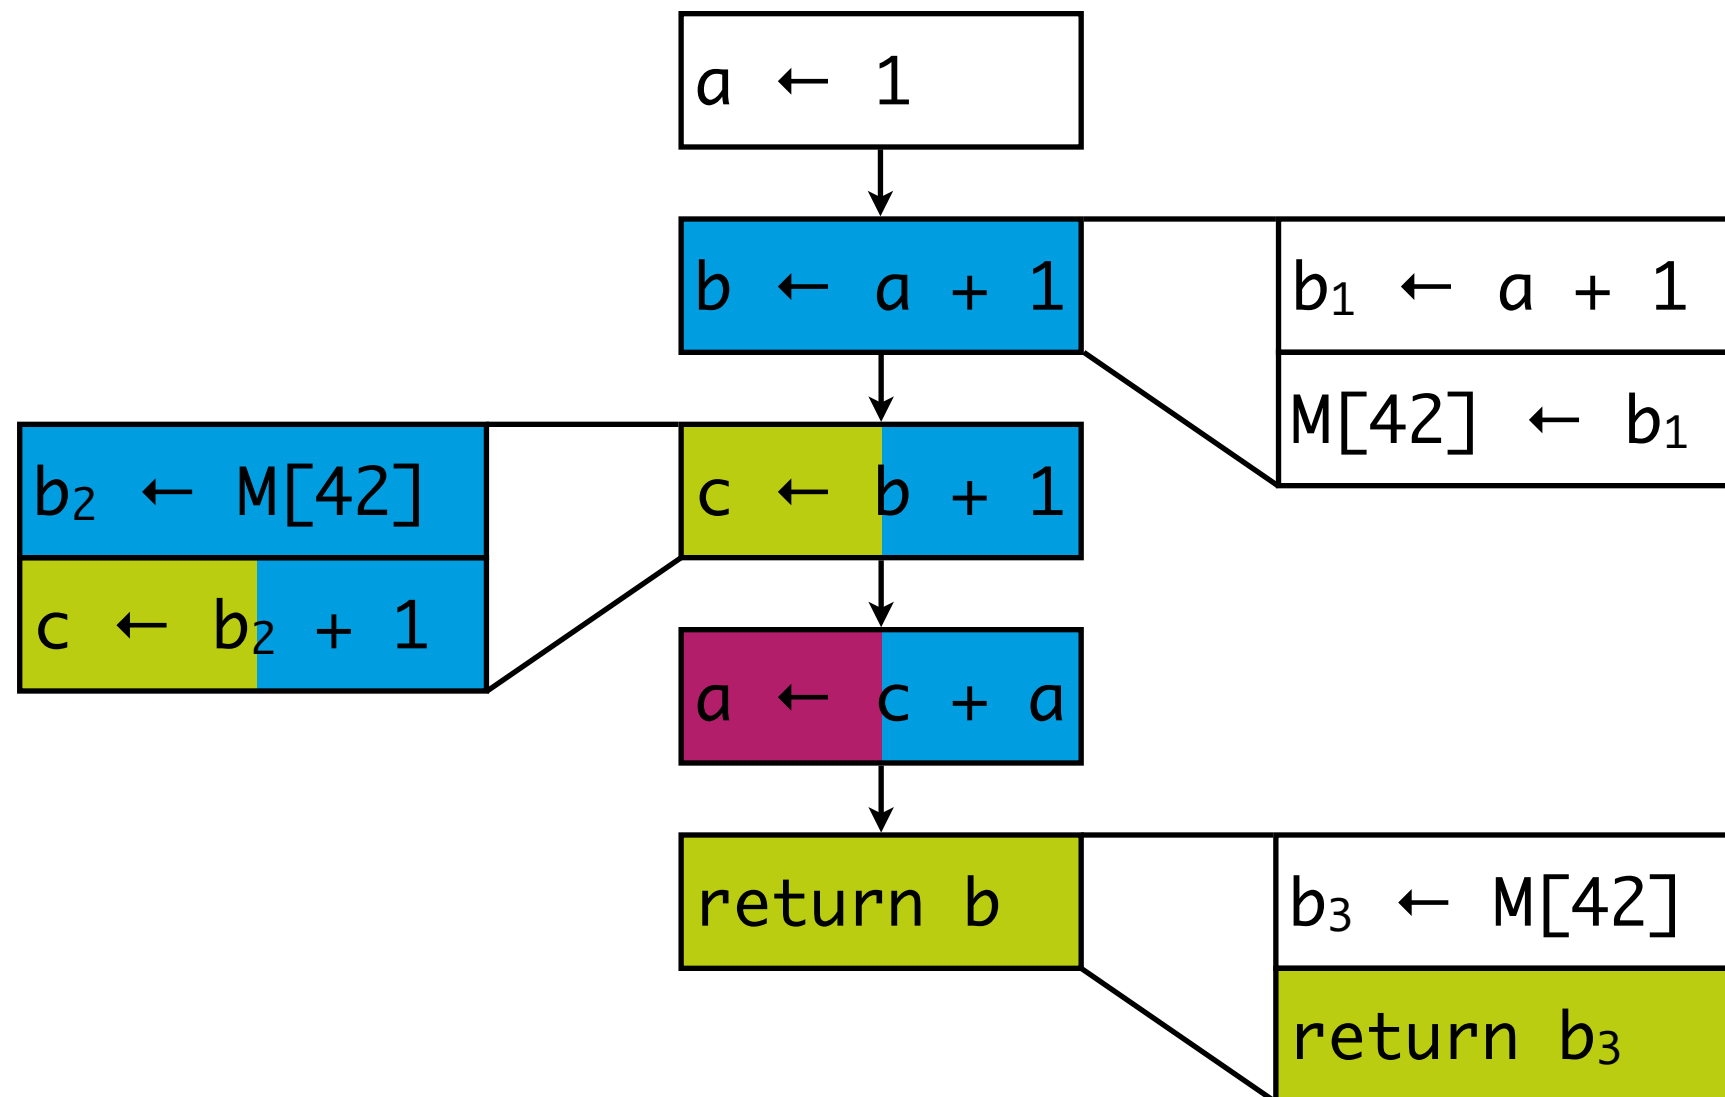 a ← 1
b ← a + 1
b₁ ← a + 1
M[42] ← b₁
c ← b + 1
b₂ ← M[42]
c ← b₂ + 1
a ← c + a
return b
b₃ ← M[42]
return b₃